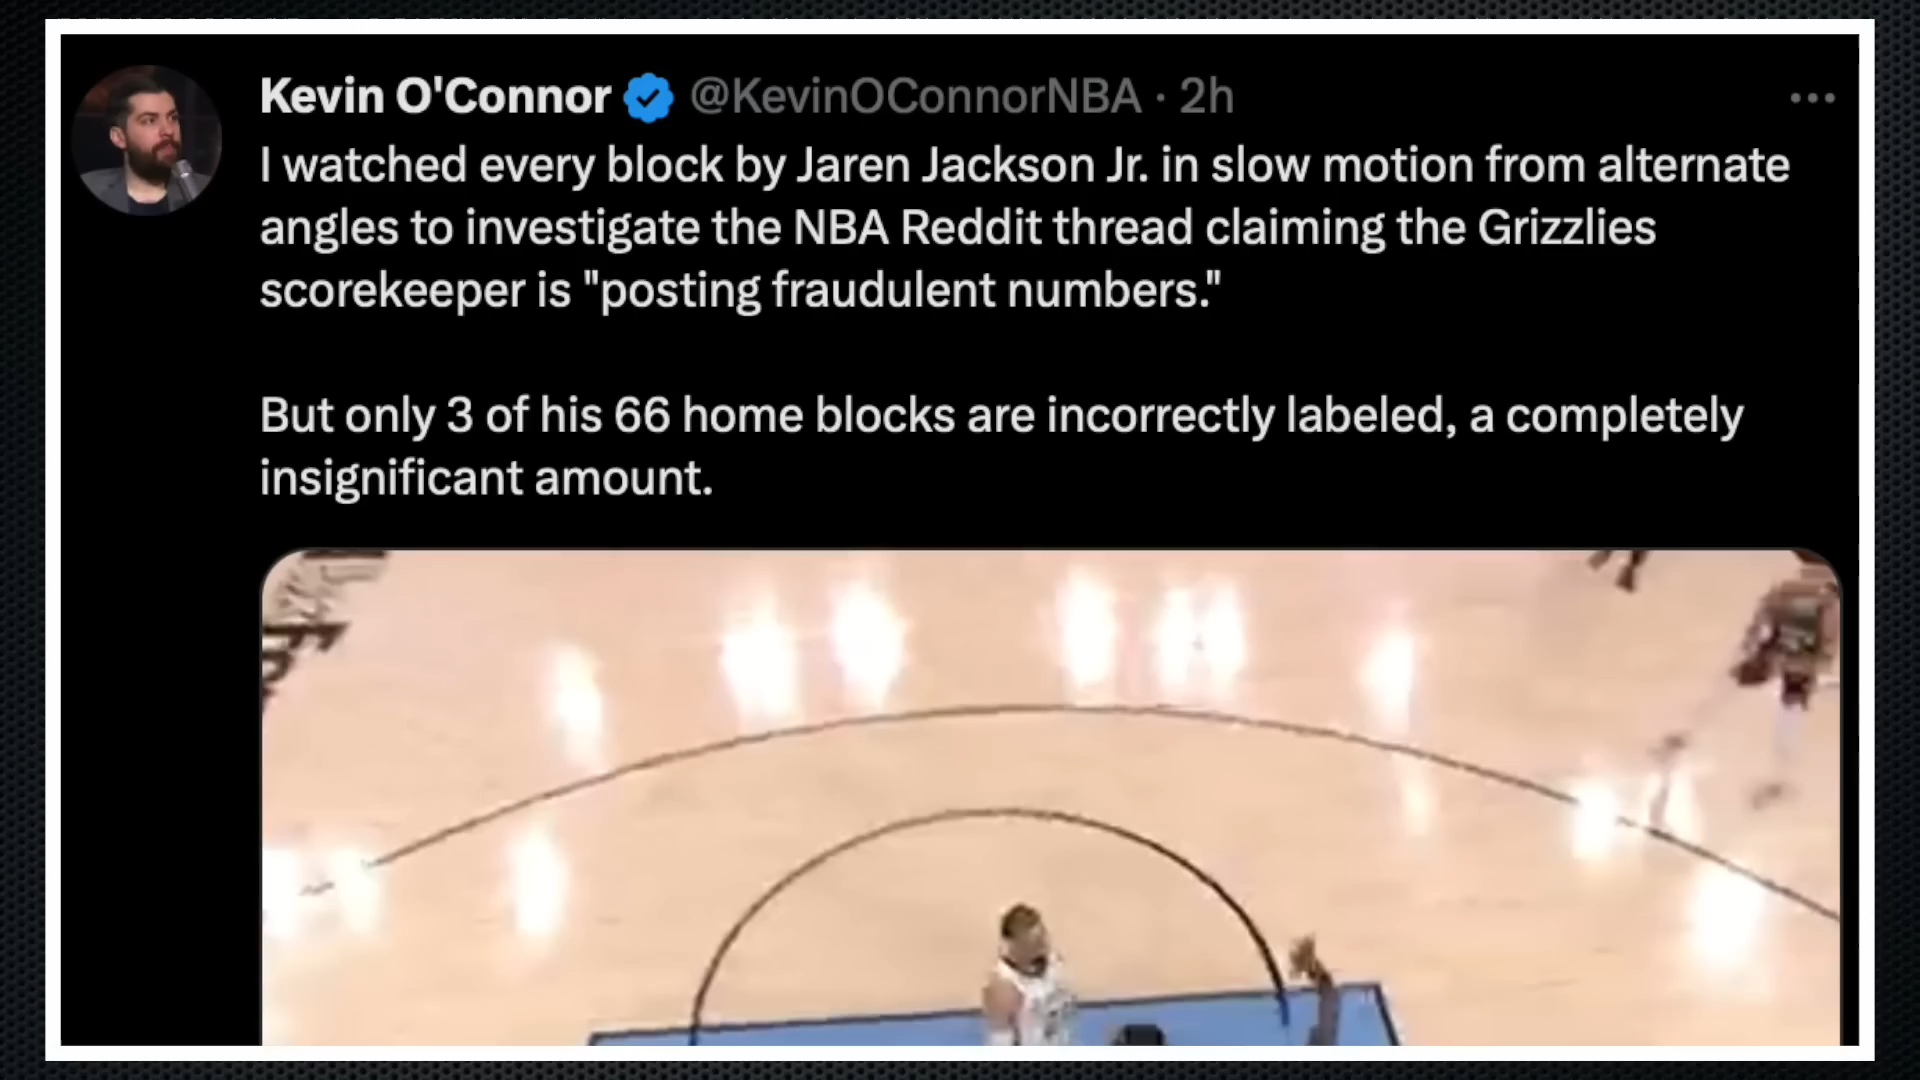 Kevin O'Connor @KevinOConnorNBA · 2h
I watched every block by Jaren Jackson Jr. in slow motion from alternate
angles to investigate the NBA Reddit thread claiming the Grizzlies
scorekeeper is "posting fraudulent numbers."
But only 3 of his 66 home blocks are incorrectly labeled, a completely
insignificant amount.